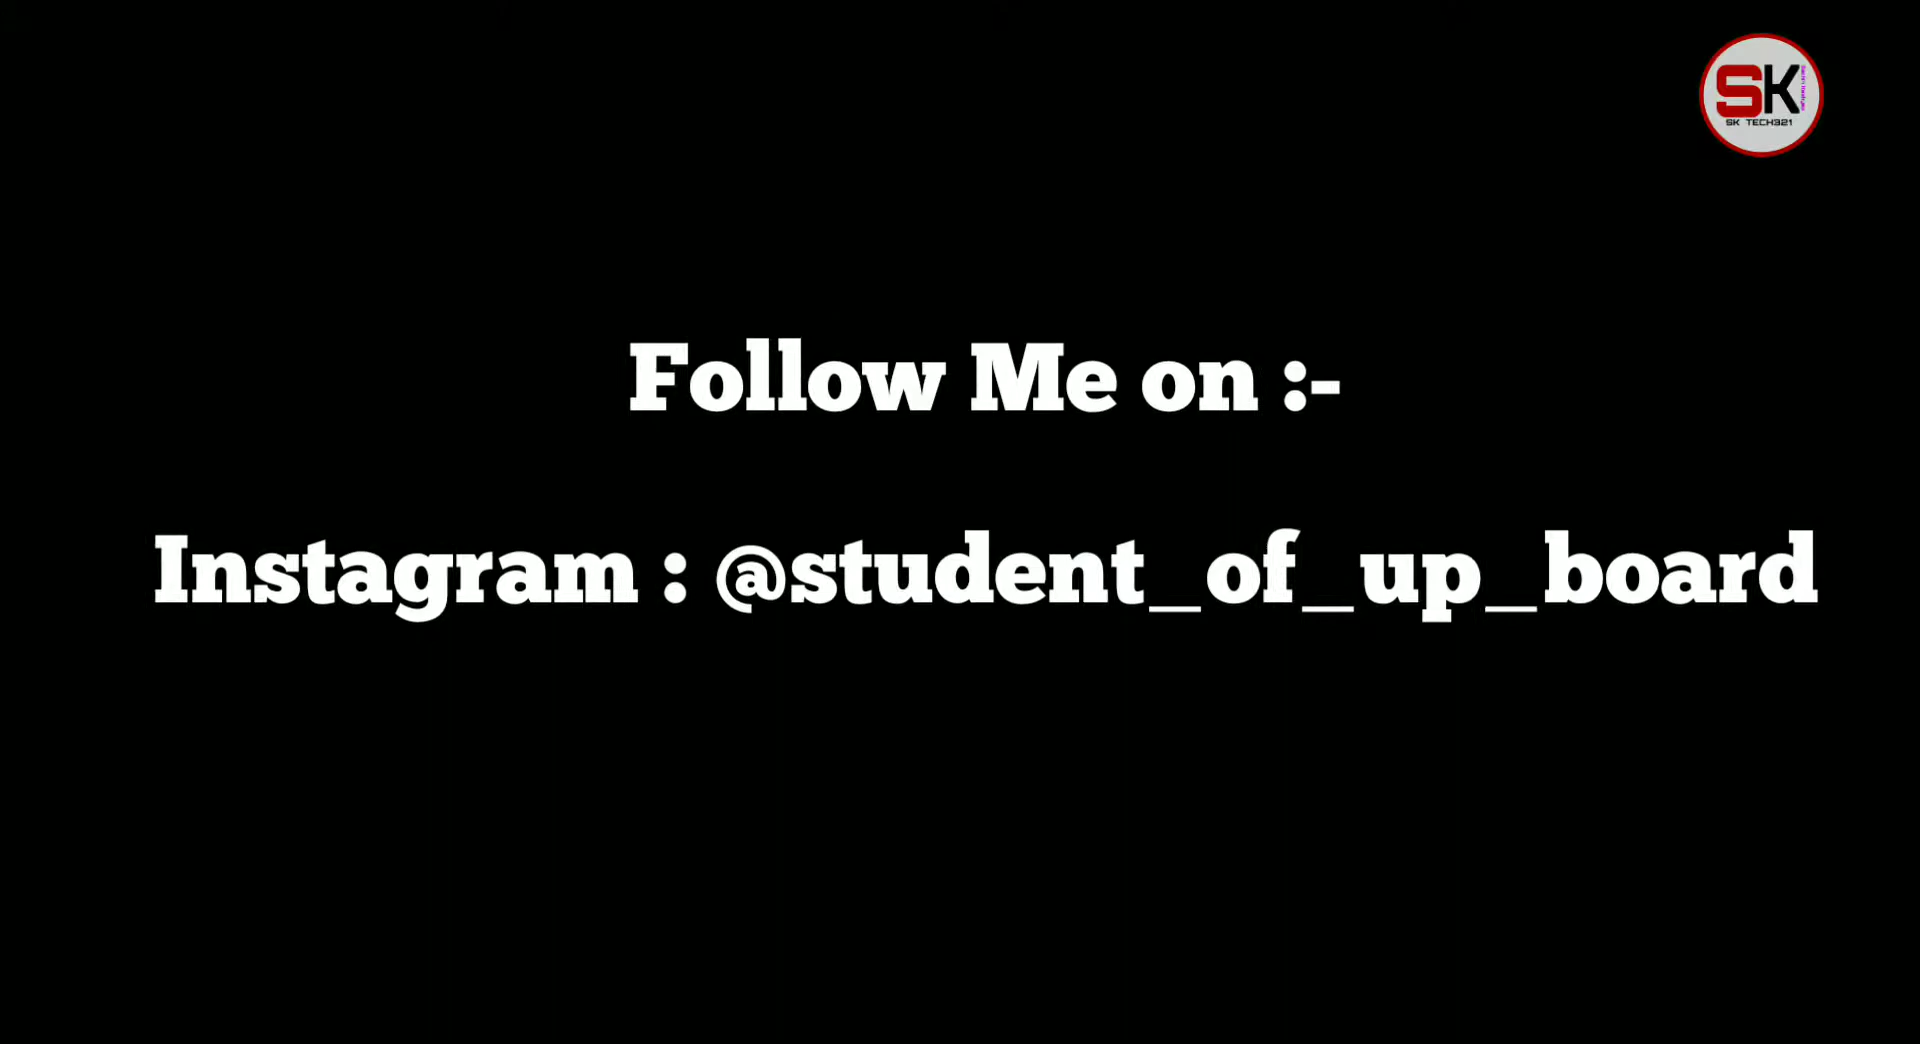 SK
SK TECH321
Follow Me on :-
Instagram : @student_of_up_board